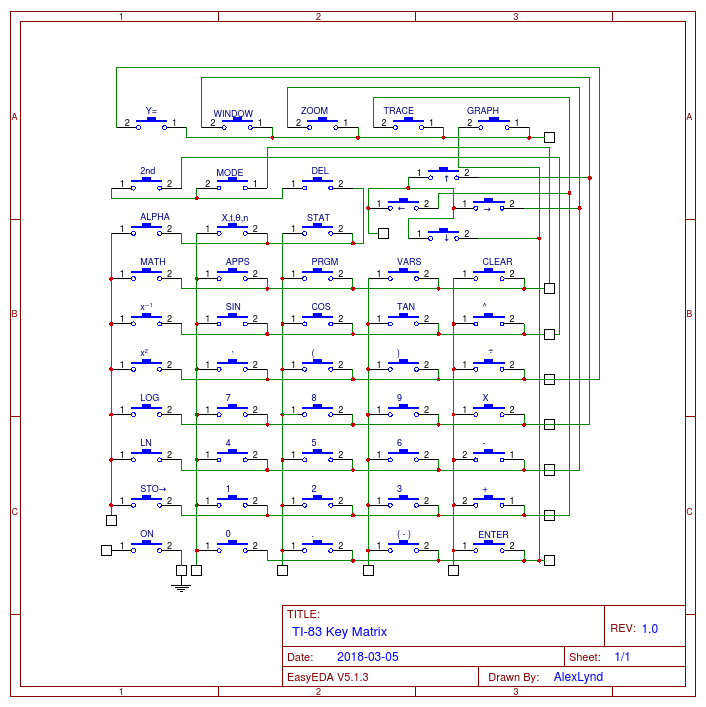 1 2 3
A A
Y= WINDOW ZOOM TRACE GRAPH
2 1 2 1 2 1 2 1 2 1
2nd MODE DEL ↑
1 2 2 1 1 2 1 2
← →
1 2 1 2
ALPHA X,t,θ,n STAT ↓
1 2 1 2 1 2 1 2
MATH APPS PRGM VARS CLEAR
1 2 1 2 1 2 1 2 1 2
B B
x⁻¹ SIN COS TAN ^
1 2 1 2 1 2 1 2 1 2
x² , ( ) ÷
1 2 1 2 1 2 1 2 1 2
LOG 7 8 9 X
1 2 1 2 1 2 1 2 1 2
LN 4 5 6 -
1 2 1 2 1 2 1 2 2 1
STO→ 1 2 3 +
1 2 1 2 1 2 1 2 2 1
C C
ON 0 . (-) ENTER
1 2 1 2 1 2 1 2 1 2
TITLE:
TI-83 Key Matrix
REV: 1.0
Date: 2018-03-05 Sheet: 1/1
EasyEDA V5.1.3 Drawn By: AlexLynd
1 2 3